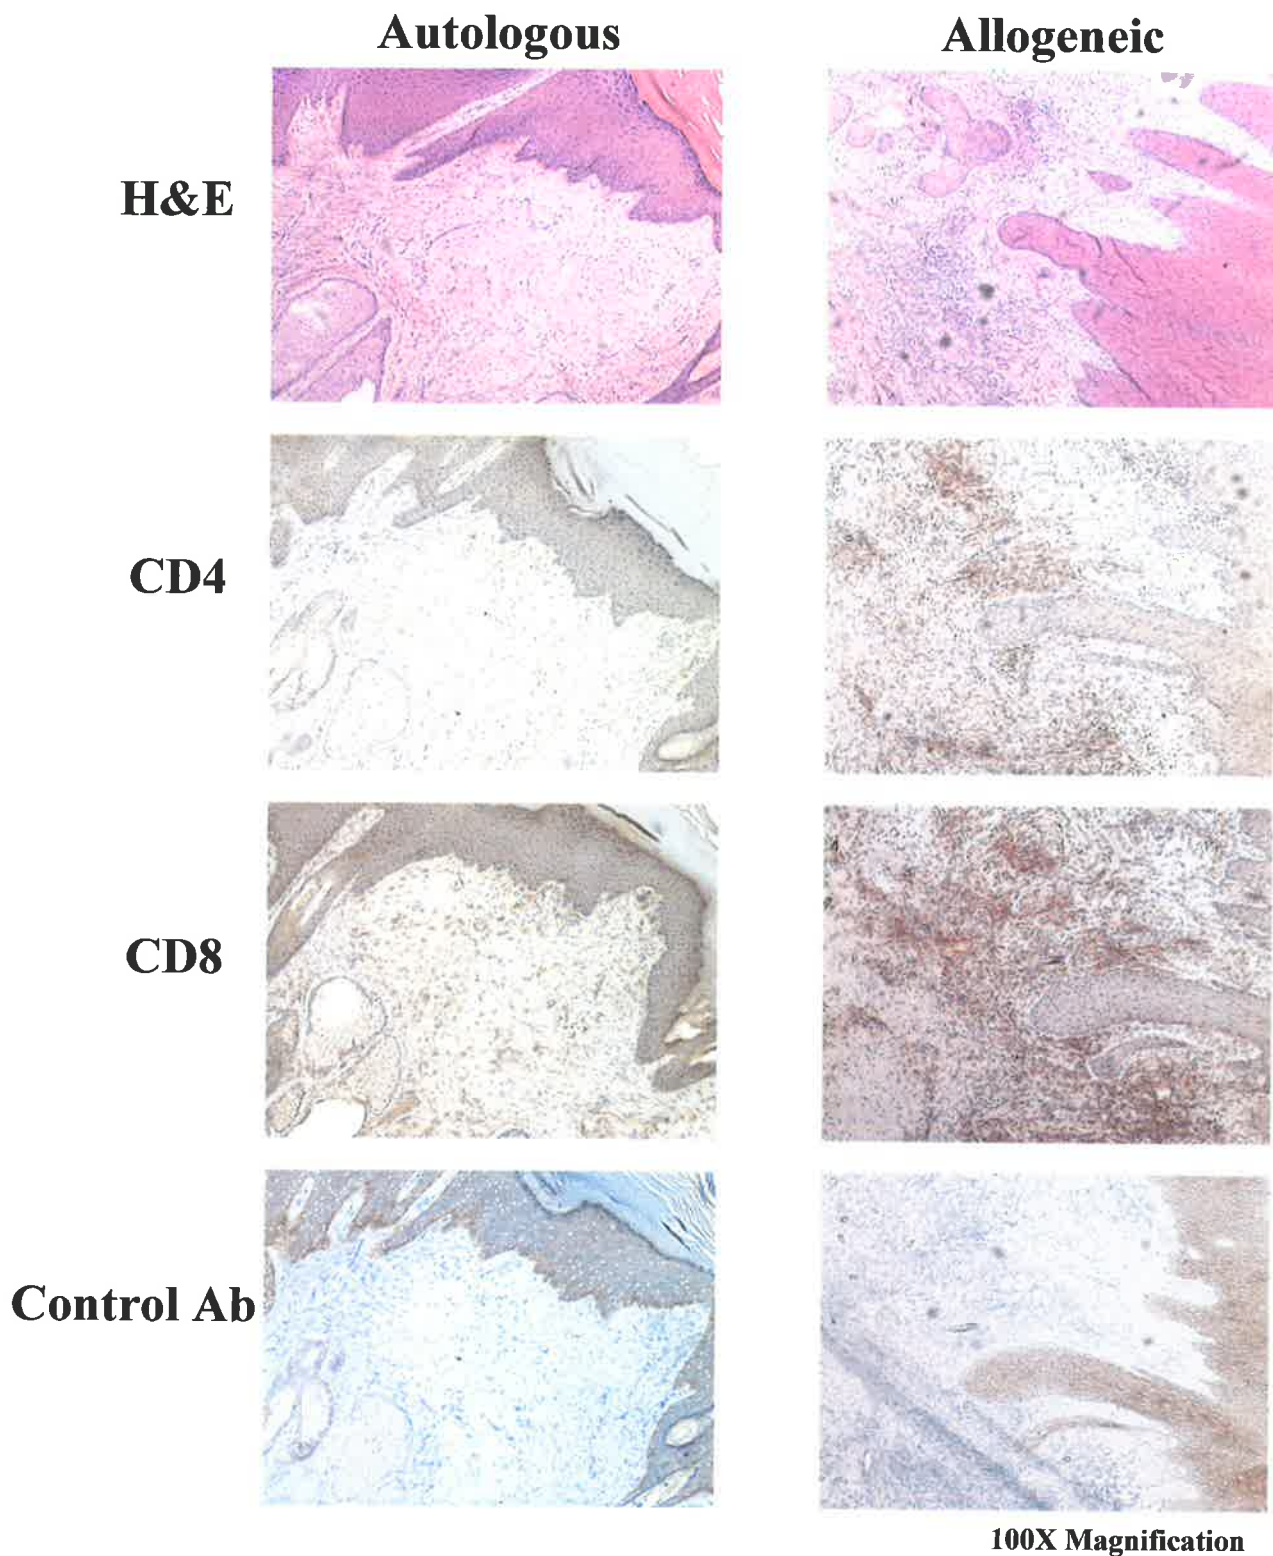 Autologous
Allogeneic
H&E
CD4
CD8
Control Ab
100X Magnification